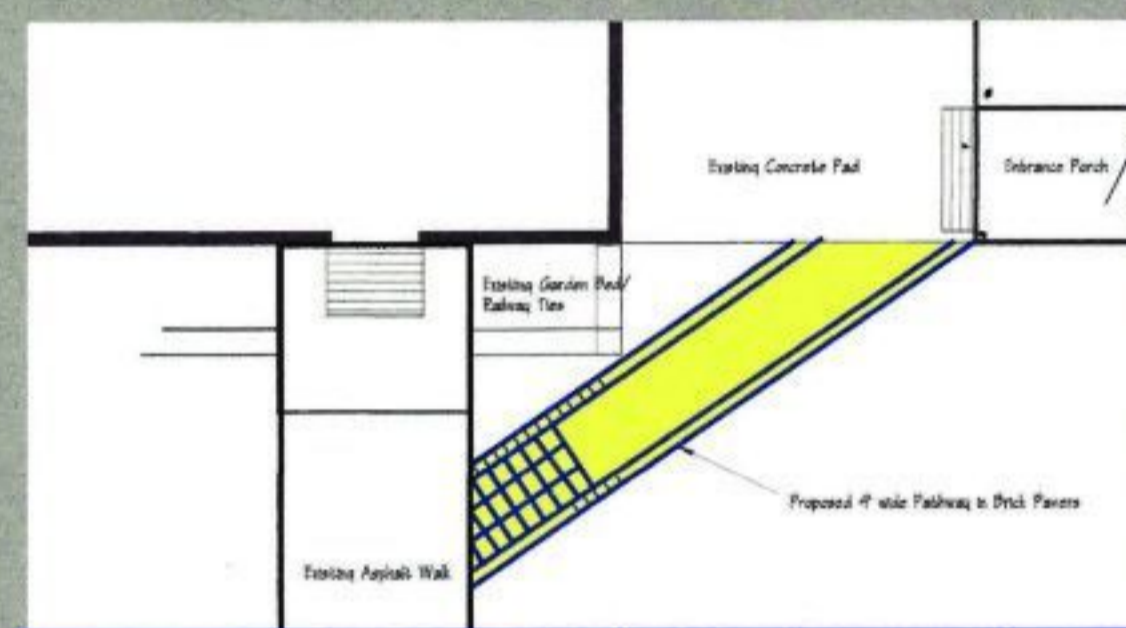 Existing Concrete Pad
Entrance Porch
Existing Garden Bed/
Railway Ties
Proposed 4' wide Pathway in Brick Pavers
Existing Asphalt Walk